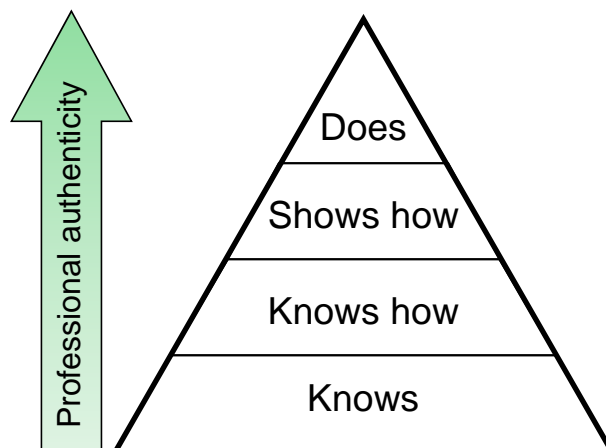 Professional authenticity
Does
Shows how
Knows how
Knows